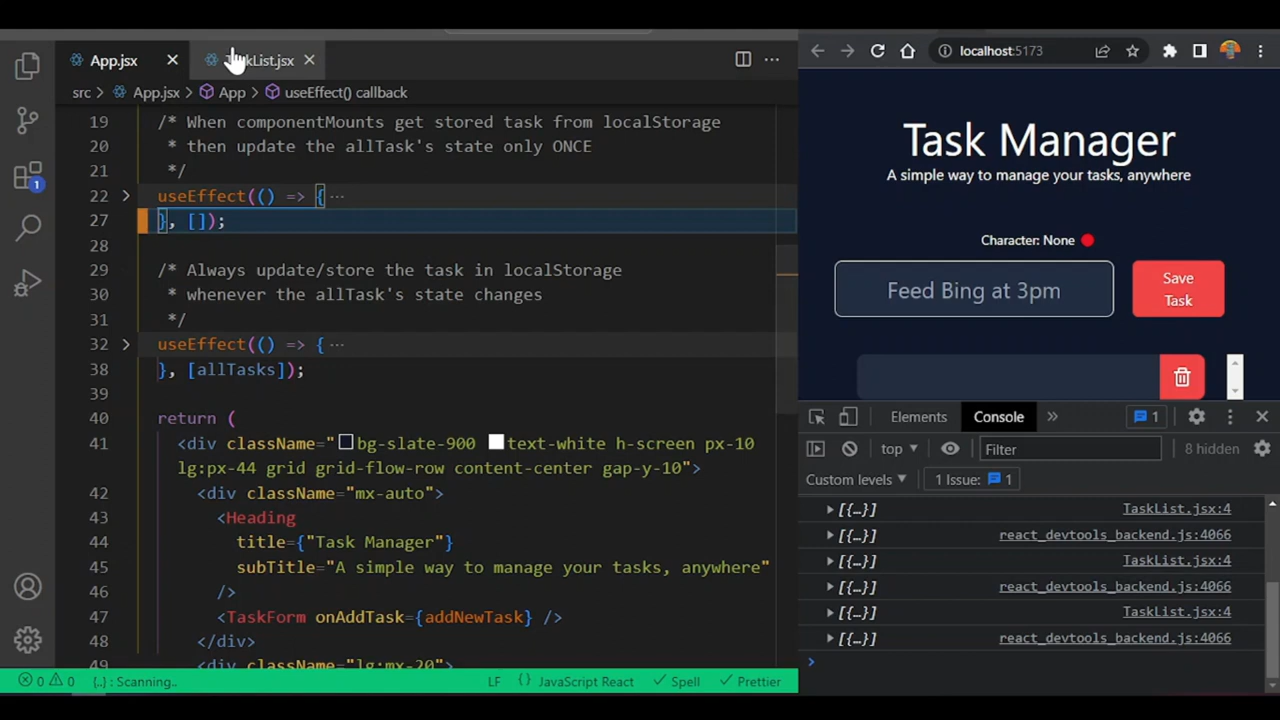 App.jsx
TaskList.jsx
src > App.jsx > App > useEffect() callback
19 /* When componentMounts get stored task from localStorage
20 * then update the allTask's state only ONCE
21 */
22 useEffect(() => { ···
27 }, []);
28
29 /* Always update/store the task in localStorage
30 * whenever the allTask's state changes
31 */
32 useEffect(() => { ···
38 }, [allTasks]);
39
40 return (
41 <div className="bg-slate-900 text-white h-screen px-10
lg:px-44 grid grid-flow-row content-center gap-y-10">
42 <div className="mx-auto">
43 <Heading
44 title={"Task Manager"}
45 subTitle="A simple way to manage your tasks, anywhere"
46 />
47 <TaskForm onAddTask={addNewTask} />
48 </div>
49 <div className="lg:mx-20">
1
0 0 {..} : Scanning.. LF {} JavaScript React Spell Prettier
localhost:5173
Task Manager
A simple way to manage your tasks, anywhere
Character: None
Feed Bing at 3pm
Save
Task
Elements Console » 1
top Filter 8 hidden
Custom levels 1 Issue: 1
[{…}] TaskList.jsx:4
[{…}] react_devtools_backend.js:4066
[{…}] TaskList.jsx:4
[{…}] react_devtools_backend.js:4066
[{…}] TaskList.jsx:4
[{…}] react_devtools_backend.js:4066